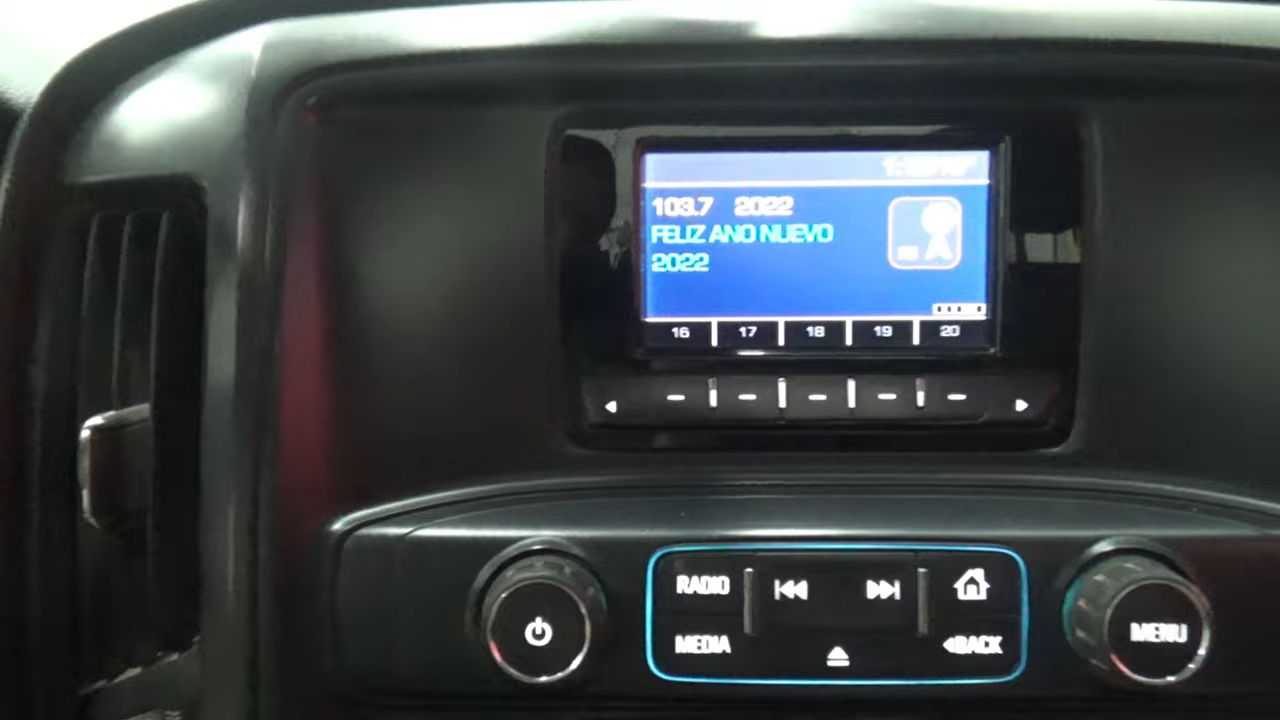 103.7 2022
FELIZ ANO NUEVO
2022
16 17 18 19 20
RADIO
MEDIA
BACK
MENU